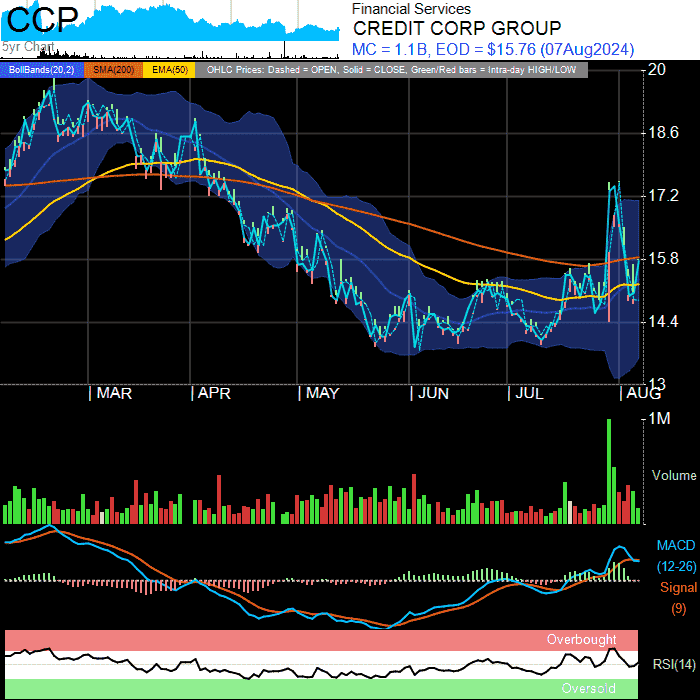 CCP
5yr Chart
Financial Services
CREDIT CORP GROUP
MC = 1.1B, EOD = $15.76 (07Aug2024)
BollBands(20,2) SMA(200) EMA(50) OHLC Prices: Dashed = OPEN, Solid = CLOSE, Green/Red bars = Intra-day HIGH/LOW
20
18.6
17.2
15.8
14.4
13
| MAR | APR | MAY | JUN | JUL | AUG
1M
Volume
MACD
(12-26)
Signal
(9)
Overbought
RSI(14)
Oversold